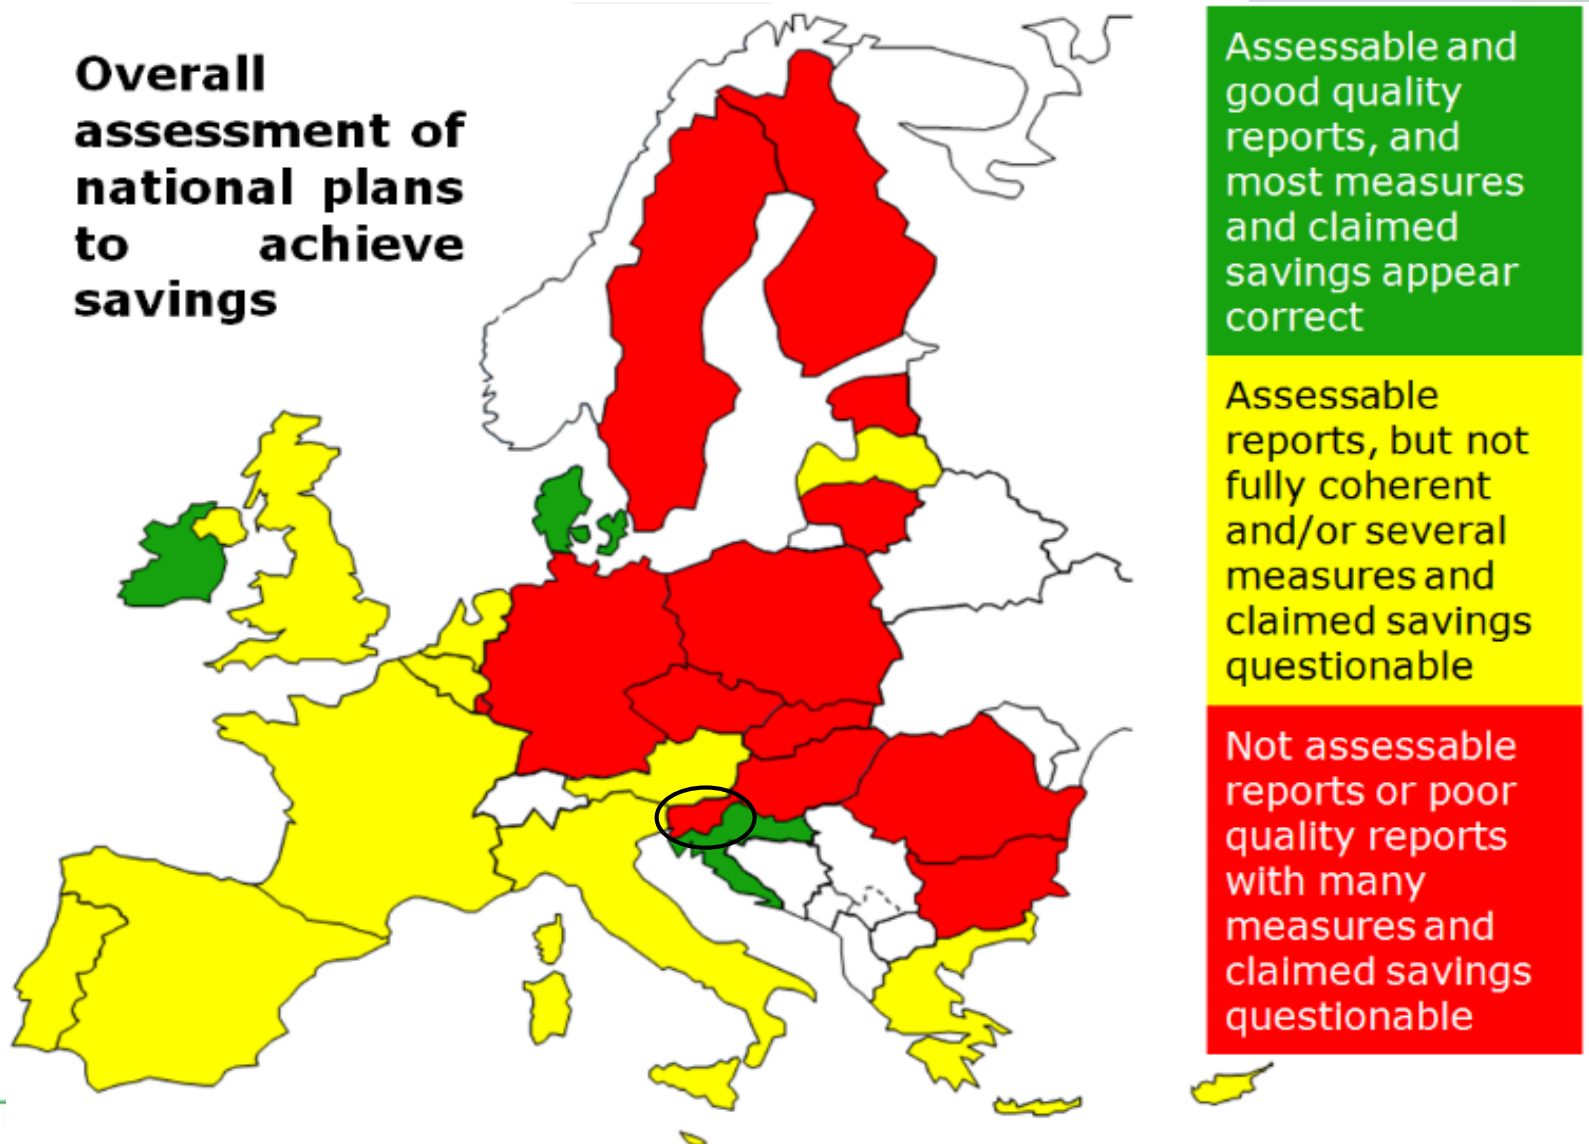 Overall
assessment of
national plans
to achieve
savings
Assessable and
good quality
reports, and
most measures
and claimed
savings appear
correct
Assessable
reports, but not
fully coherent
and/or several
measures and
claimed savings
questionable
Not assessable
reports or poor
quality reports
with many
measures and
claimed savings
questionable